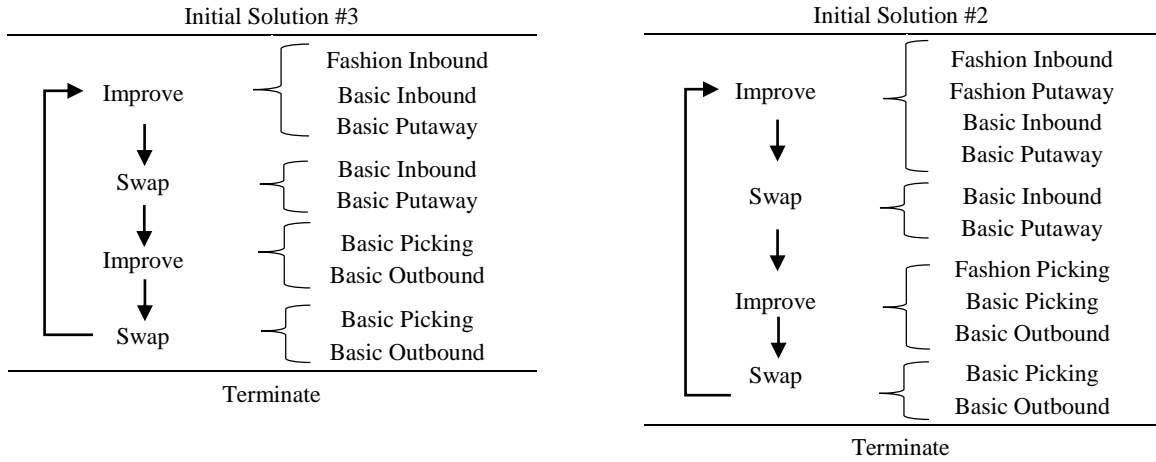 Initial Solution #3
Improve
Fashion Inbound
Basic Inbound
Basic Putaway
Swap
Basic Inbound
Basic Putaway
Improve
Basic Picking
Basic Outbound
Swap
Basic Picking
Basic Outbound
Terminate
Initial Solution #2
Improve
Fashion Inbound
Fashion Putaway
Basic Inbound
Basic Putaway
Swap
Basic Inbound
Basic Putaway
Improve
Fashion Picking
Basic Picking
Basic Outbound
Swap
Basic Picking
Basic Outbound
Terminate